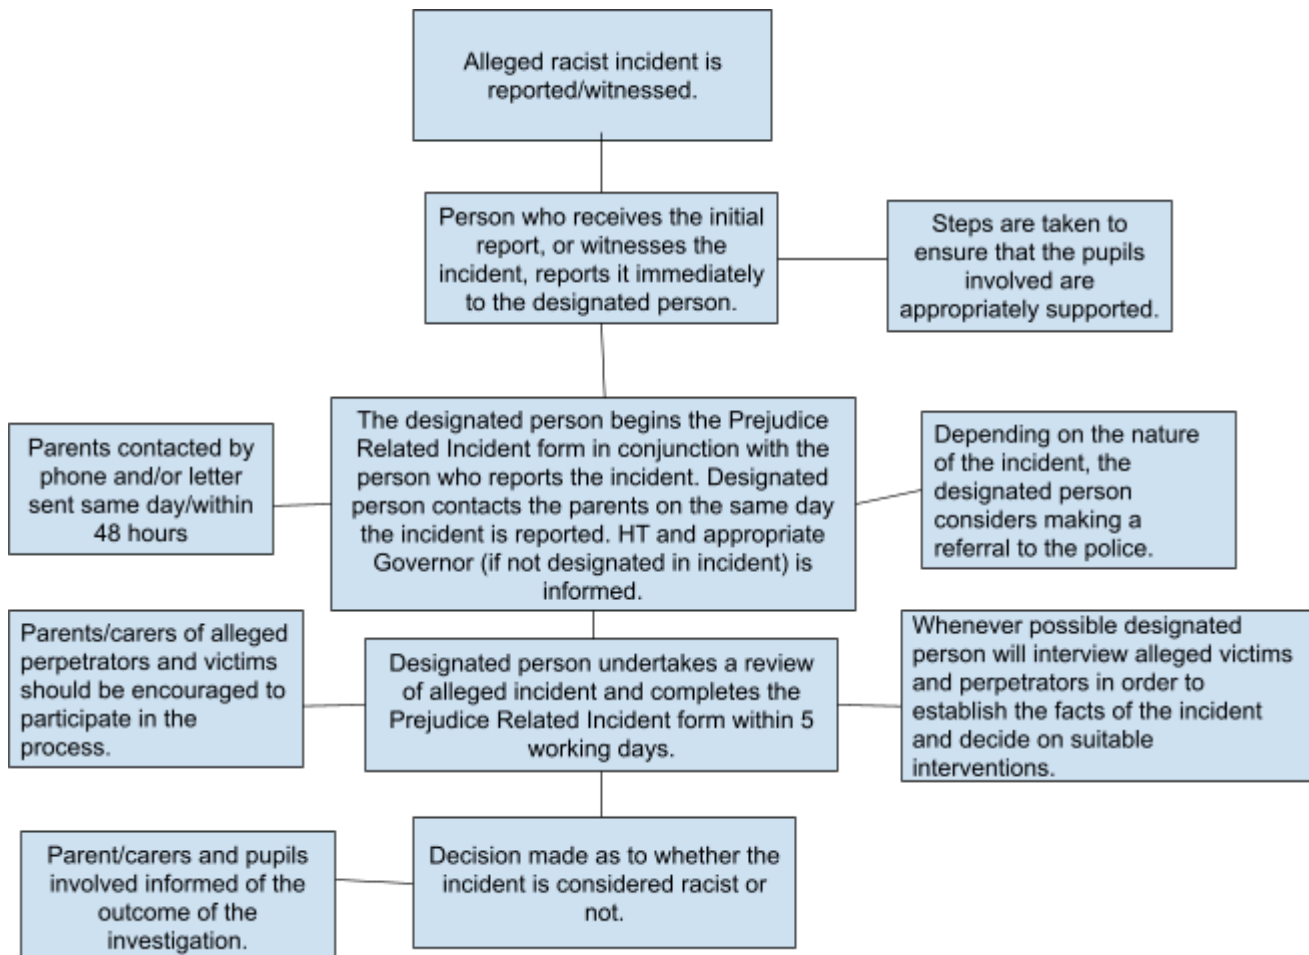 Alleged racist incident is
reported/witnessed.
Person who receives the initial
report, or witnesses the
incident, reports it immediately
to the designated person.
Steps are taken to
ensure that the pupils
involved are
appropriately supported.
Parents contacted by
phone and/or letter
sent same day/within
48 hours
The designated person begins the Prejudice
Related Incident form in conjunction with the
person who reports the incident. Designated
person contacts the parents on the same day
the incident is reported. HT and appropriate
Governor (if not designated in incident) is
informed.
Depending on the nature
of the incident, the
designated person
considers making a
referral to the police.
Parents/carers of alleged
perpetrators and victims
should be encouraged to
participate in the
process.
Designated person undertakes a review
of alleged incident and completes the
Prejudice Related Incident form within 5
working days.
Whenever possible designated
person will interview alleged victims
and perpetrators in order to
establish the facts of the incident
and decide on suitable
interventions.
Parent/carers and pupils
involved informed of the
outcome of the
investigation.
Decision made as to whether the
incident is considered racist or
not.